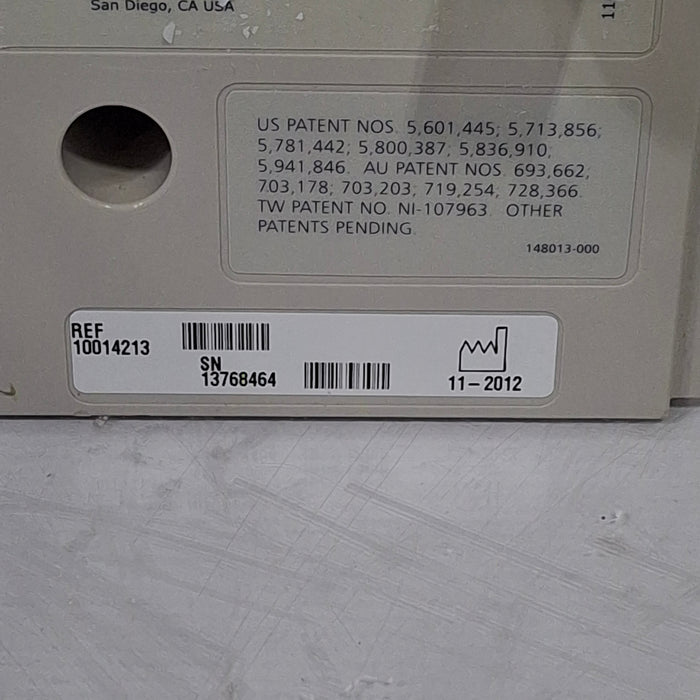 San Diego, CA USA
11
US PATENT NOS. 5,601,445; 5,713,856;
5,781,442; 5,800,387; 5,836,910;
5,941,846. AU PATENT NOS. 693,662;
703,178; 703,203; 719,254; 728,366.
TW PATENT NO. NI-107963. OTHER
PATENTS PENDING.
148013-000
REF
10014213
SN
13768464
11-2012